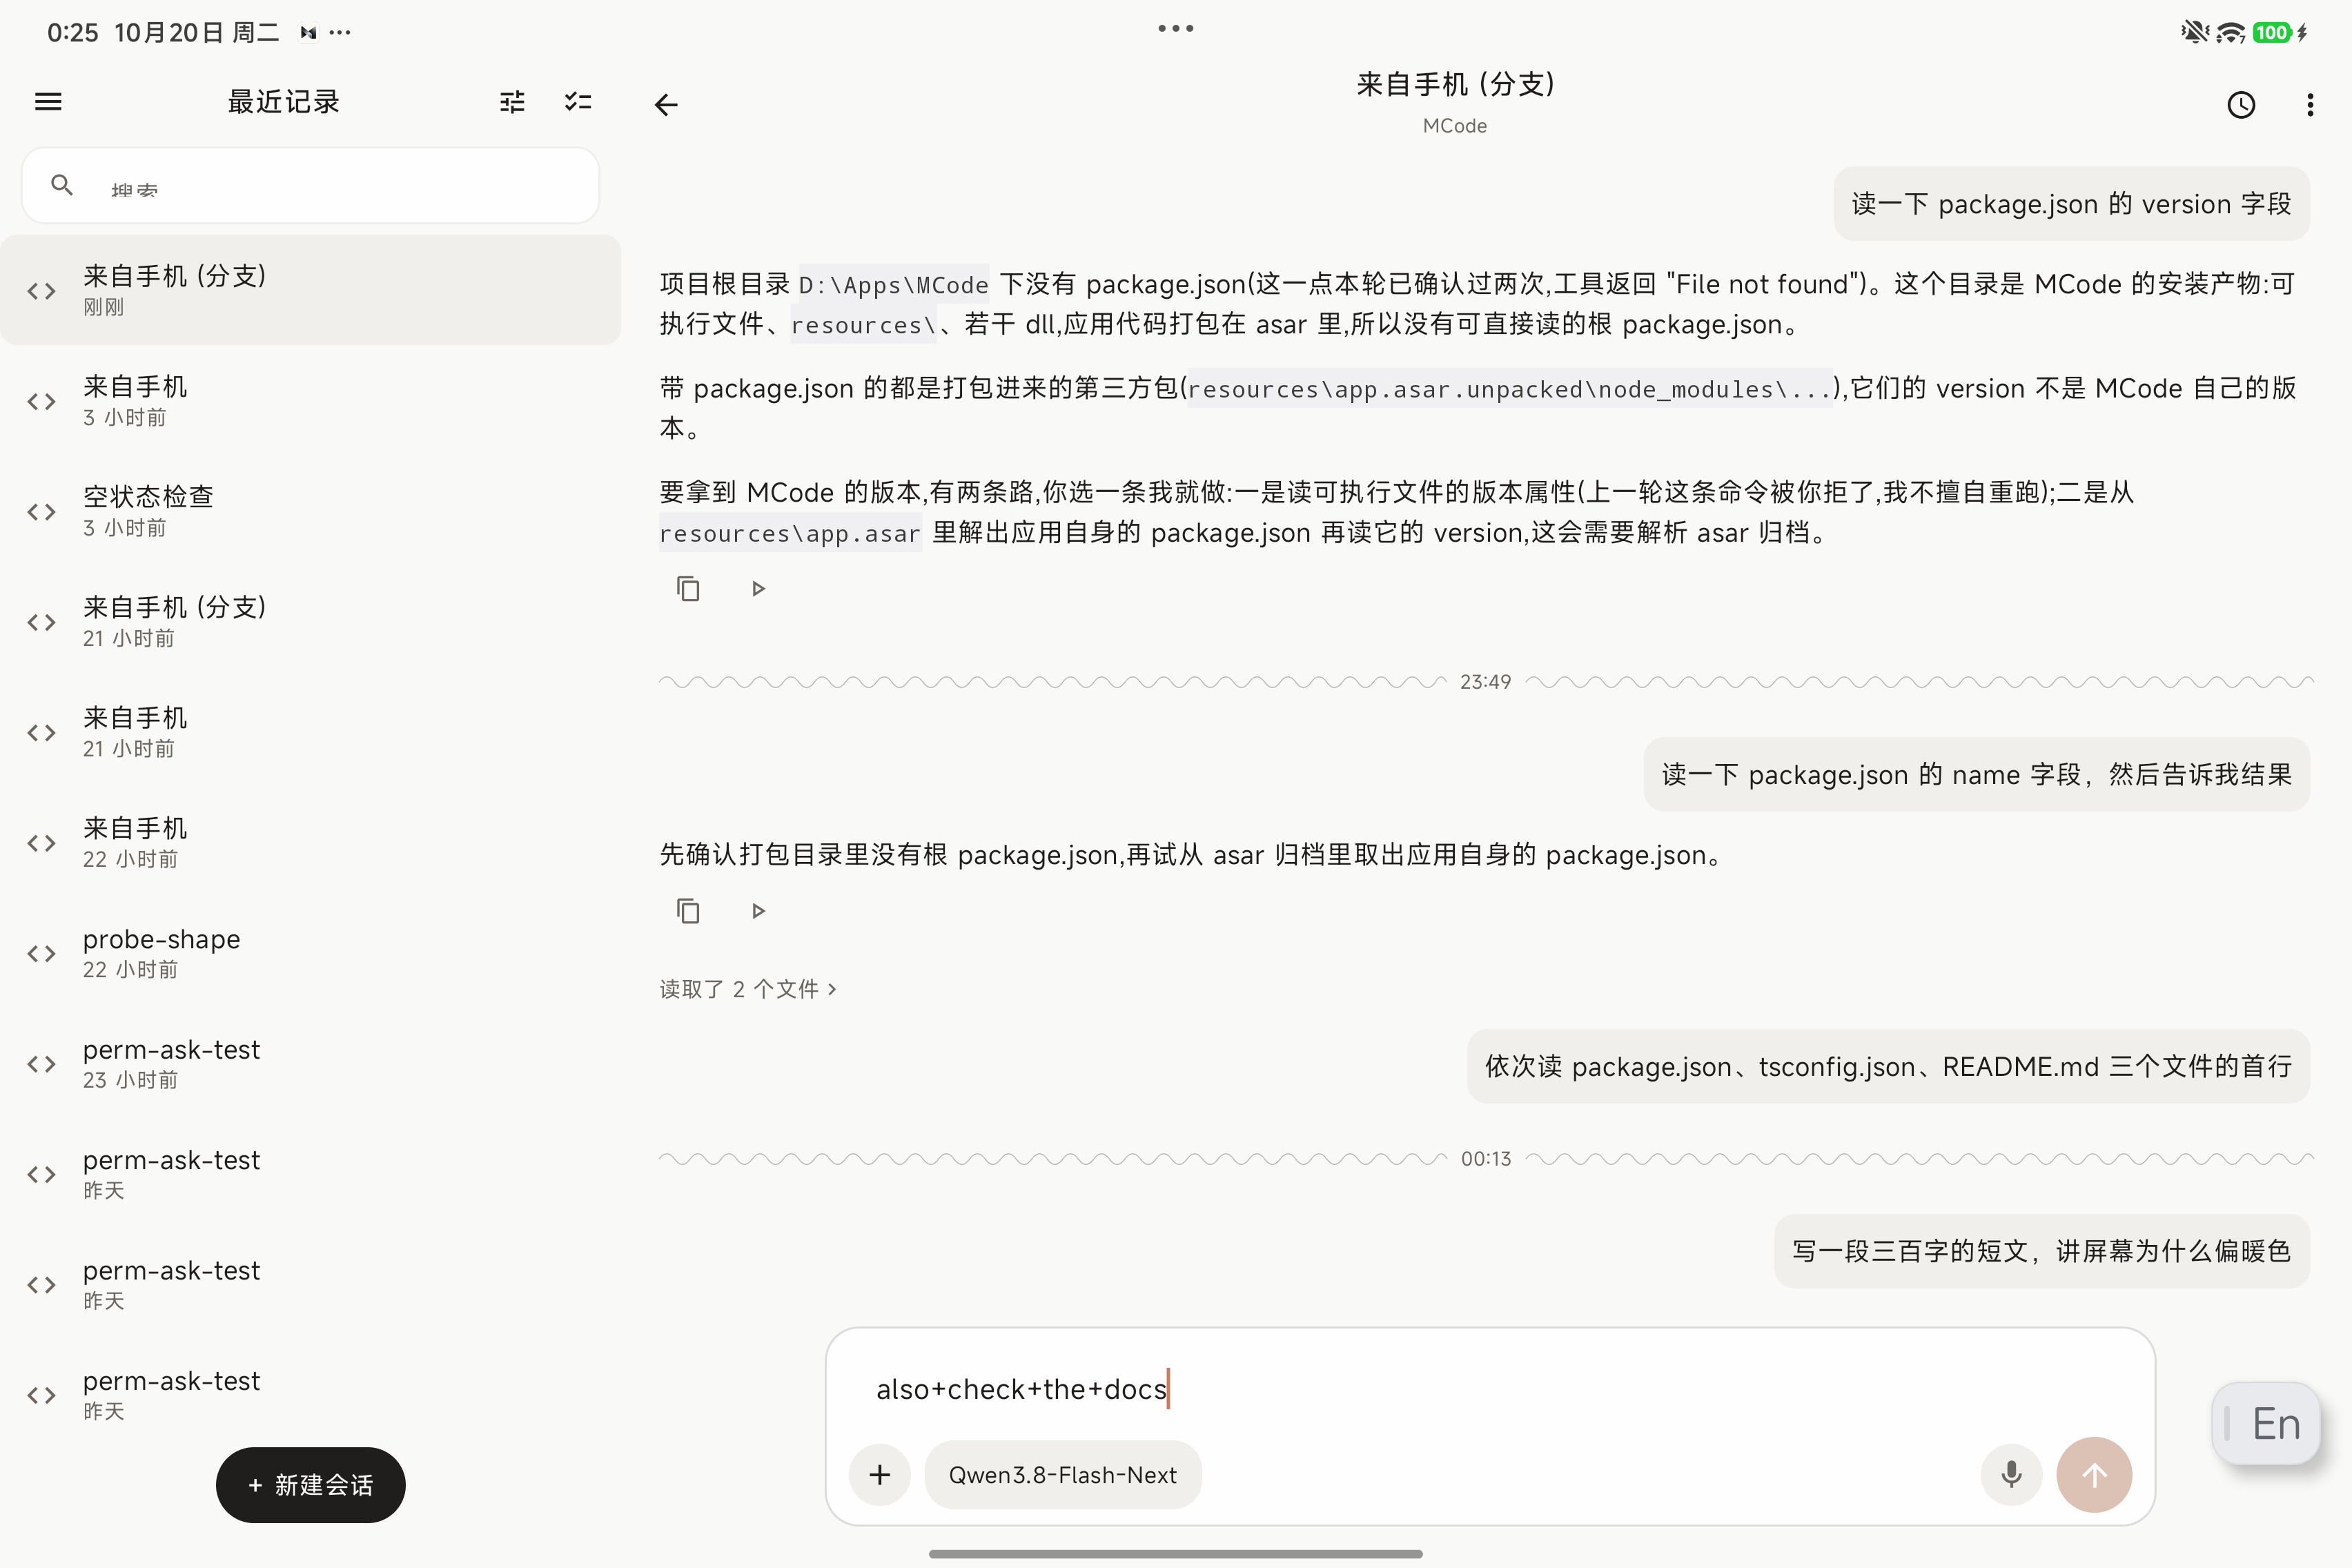 0:25 10月20日 周二
100
最近记录
搜索
来自手机 (分支)
刚刚
来自手机
3 小时前
空状态检查
3 小时前
来自手机 (分支)
21 小时前
来自手机
21 小时前
来自手机
22 小时前
probe-shape
22 小时前
perm-ask-test
23 小时前
perm-ask-test
昨天
perm-ask-test
昨天
perm-ask-test
昨天
+ 新建会话
来自手机 (分支)
MCode
读一下 package.json 的 version 字段
项目根目录 D:\Apps\MCode 下没有 package.json(这一点本轮已确认过两次,工具返回 "File not found")。这个目录是 MCode 的安装产物:可
执行文件、resources\、若干 dll,应用代码打包在 asar 里,所以没有可直接读的根 package.json。
带 package.json 的都是打包进来的第三方包(resources\app.asar.unpacked\node_modules\...),它们的 version 不是 MCode 自己的版
本。
要拿到 MCode 的版本,有两条路,你选一条我就做:一是读可执行文件的版本属性(上一轮这条命令被你拒了,我不擅自重跑);二是从
resources\app.asar 里解出应用自身的 package.json 再读它的 version,这会需要解析 asar 归档。
23:49
读一下 package.json 的 name 字段，然后告诉我结果
先确认打包目录里没有根 package.json,再试从 asar 归档里取出应用自身的 package.json。
读取了 2 个文件
依次读 package.json、tsconfig.json、README.md 三个文件的首行
00:13
写一段三百字的短文，讲屏幕为什么偏暖色
also+check+the+docs
Qwen3.8-Flash-Next
En